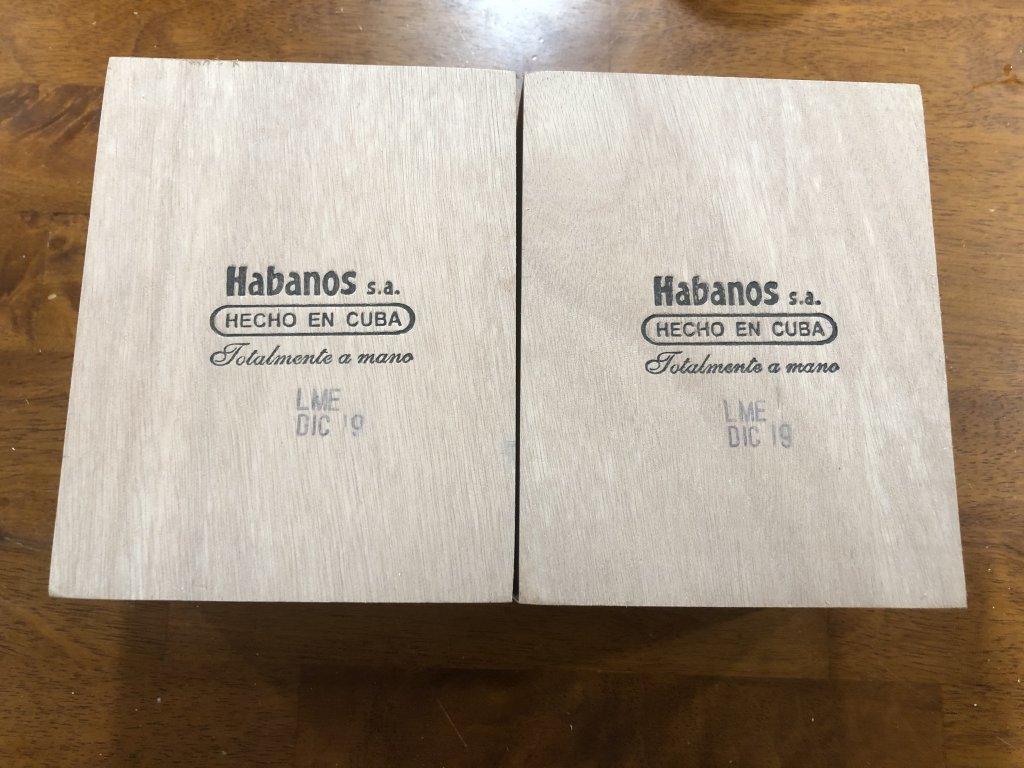 Habanos s.a.
HECHO EN CUBA
Totalmente a mano
LME
DIC 19
Habanos s.a.
HECHO EN CUBA
Totalmente a mano
LME
DIC 19